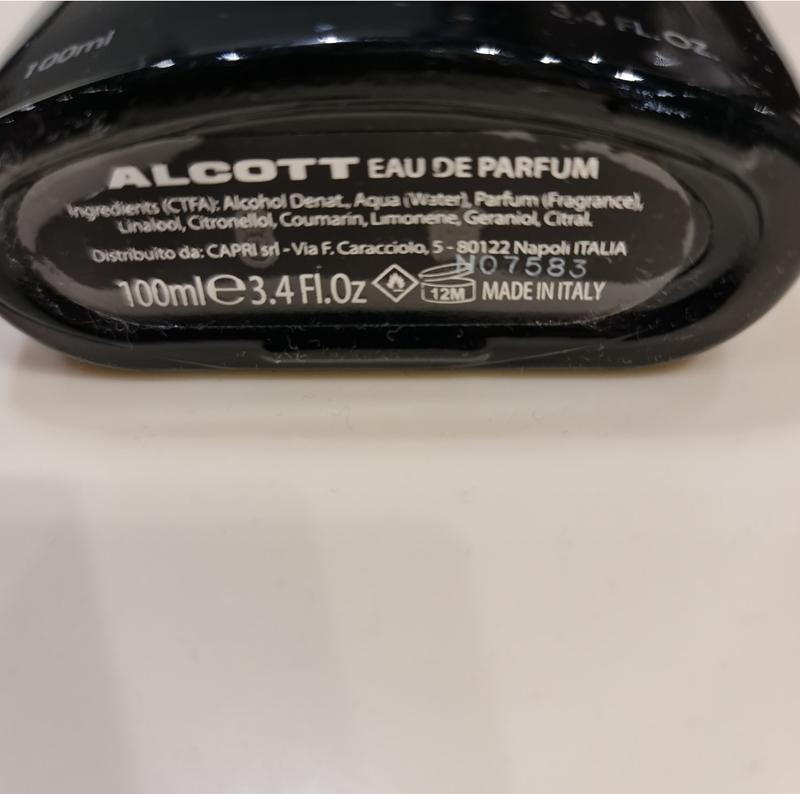 100ml 3.4 FL.OZ.
ALCOTT EAU DE PARFUM
Ingredients (CTFA): Alcohol Denat., Aqua (Water), Parfum (Fragrance),
Linalool, Citronellol, Coumarin, Limonene, Geraniol, Citral.
Distribuito da: CAPRI srl - Via F. Caracciolo, 5 - 80122 Napoli ITALIA
N07583
100ml e 3.4 Fl.Oz 12M MADE IN ITALY